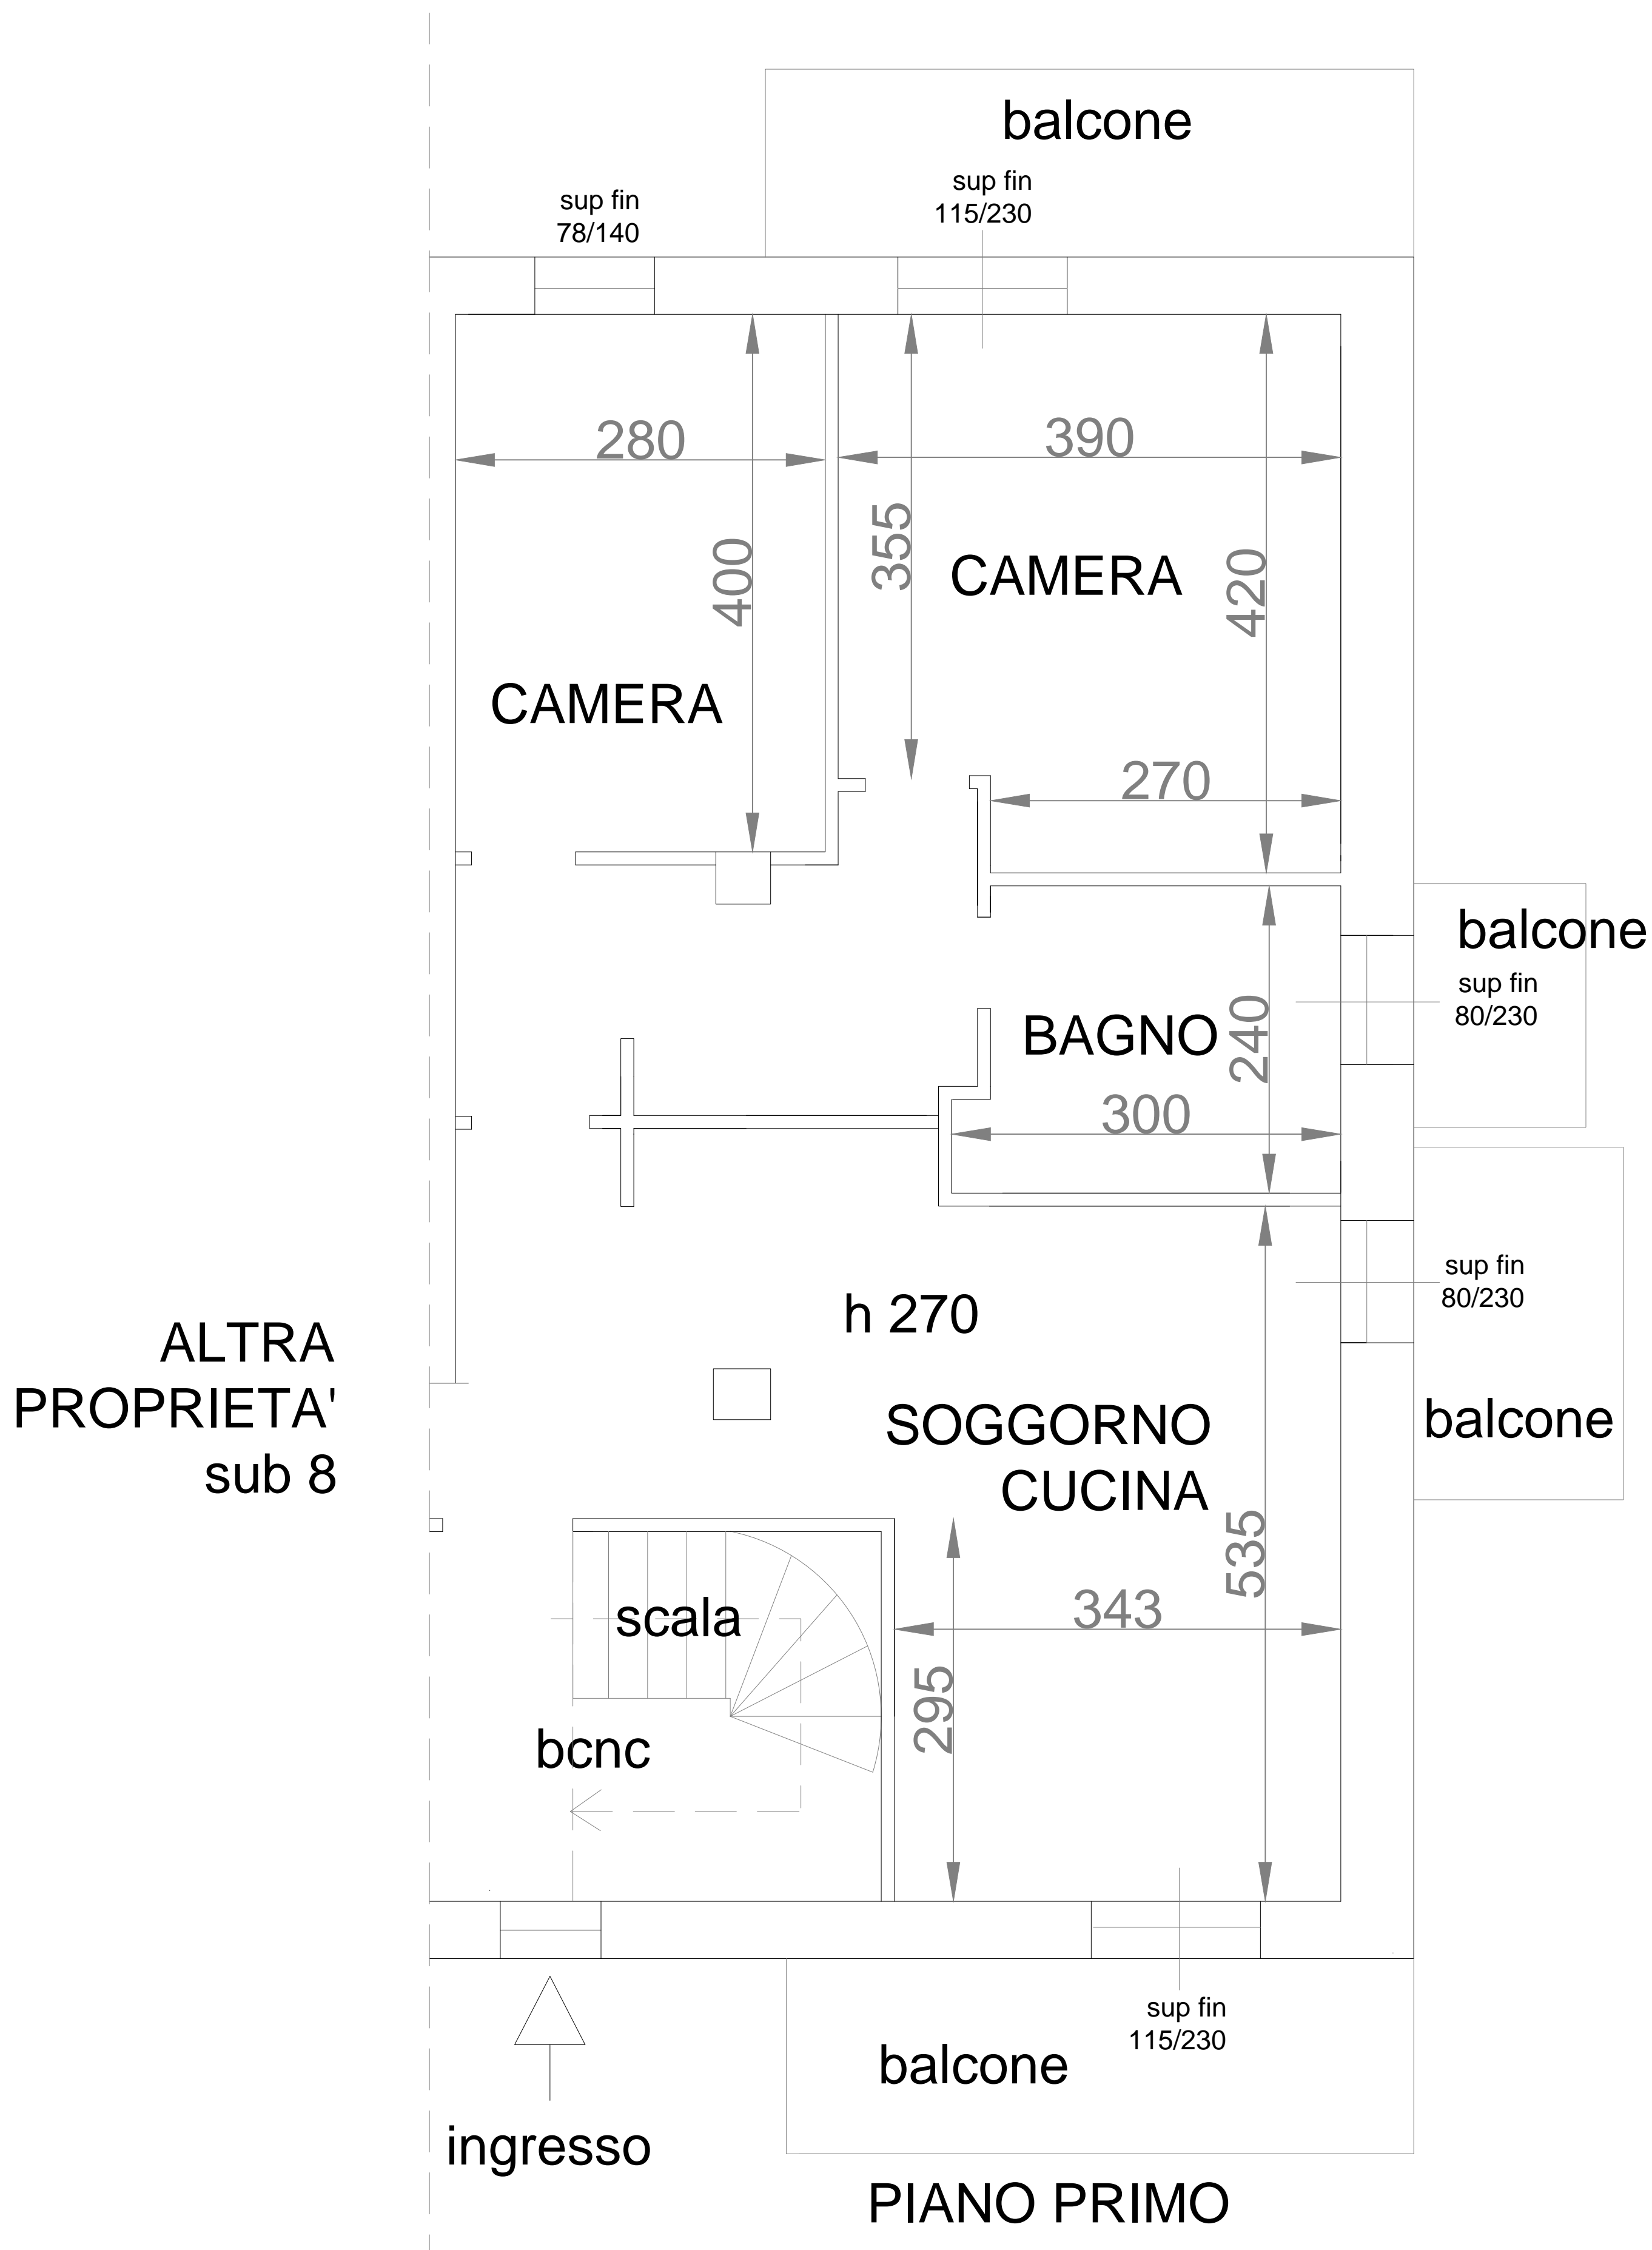 balcone
sup fin
115/230
sup fin
78/140
280
390
355
400
420
CAMERA
CAMERA
270
balcone
sup fin
80/230
BAGNO
240
300
sup fin
80/230
h 270
ALTRA
PROPRIETA'
sub 8
SOGGORNO
CUCINA
balcone
535
scala
343
295
bcnc
sup fin
115/230
balcone
ingresso
PIANO PRIMO